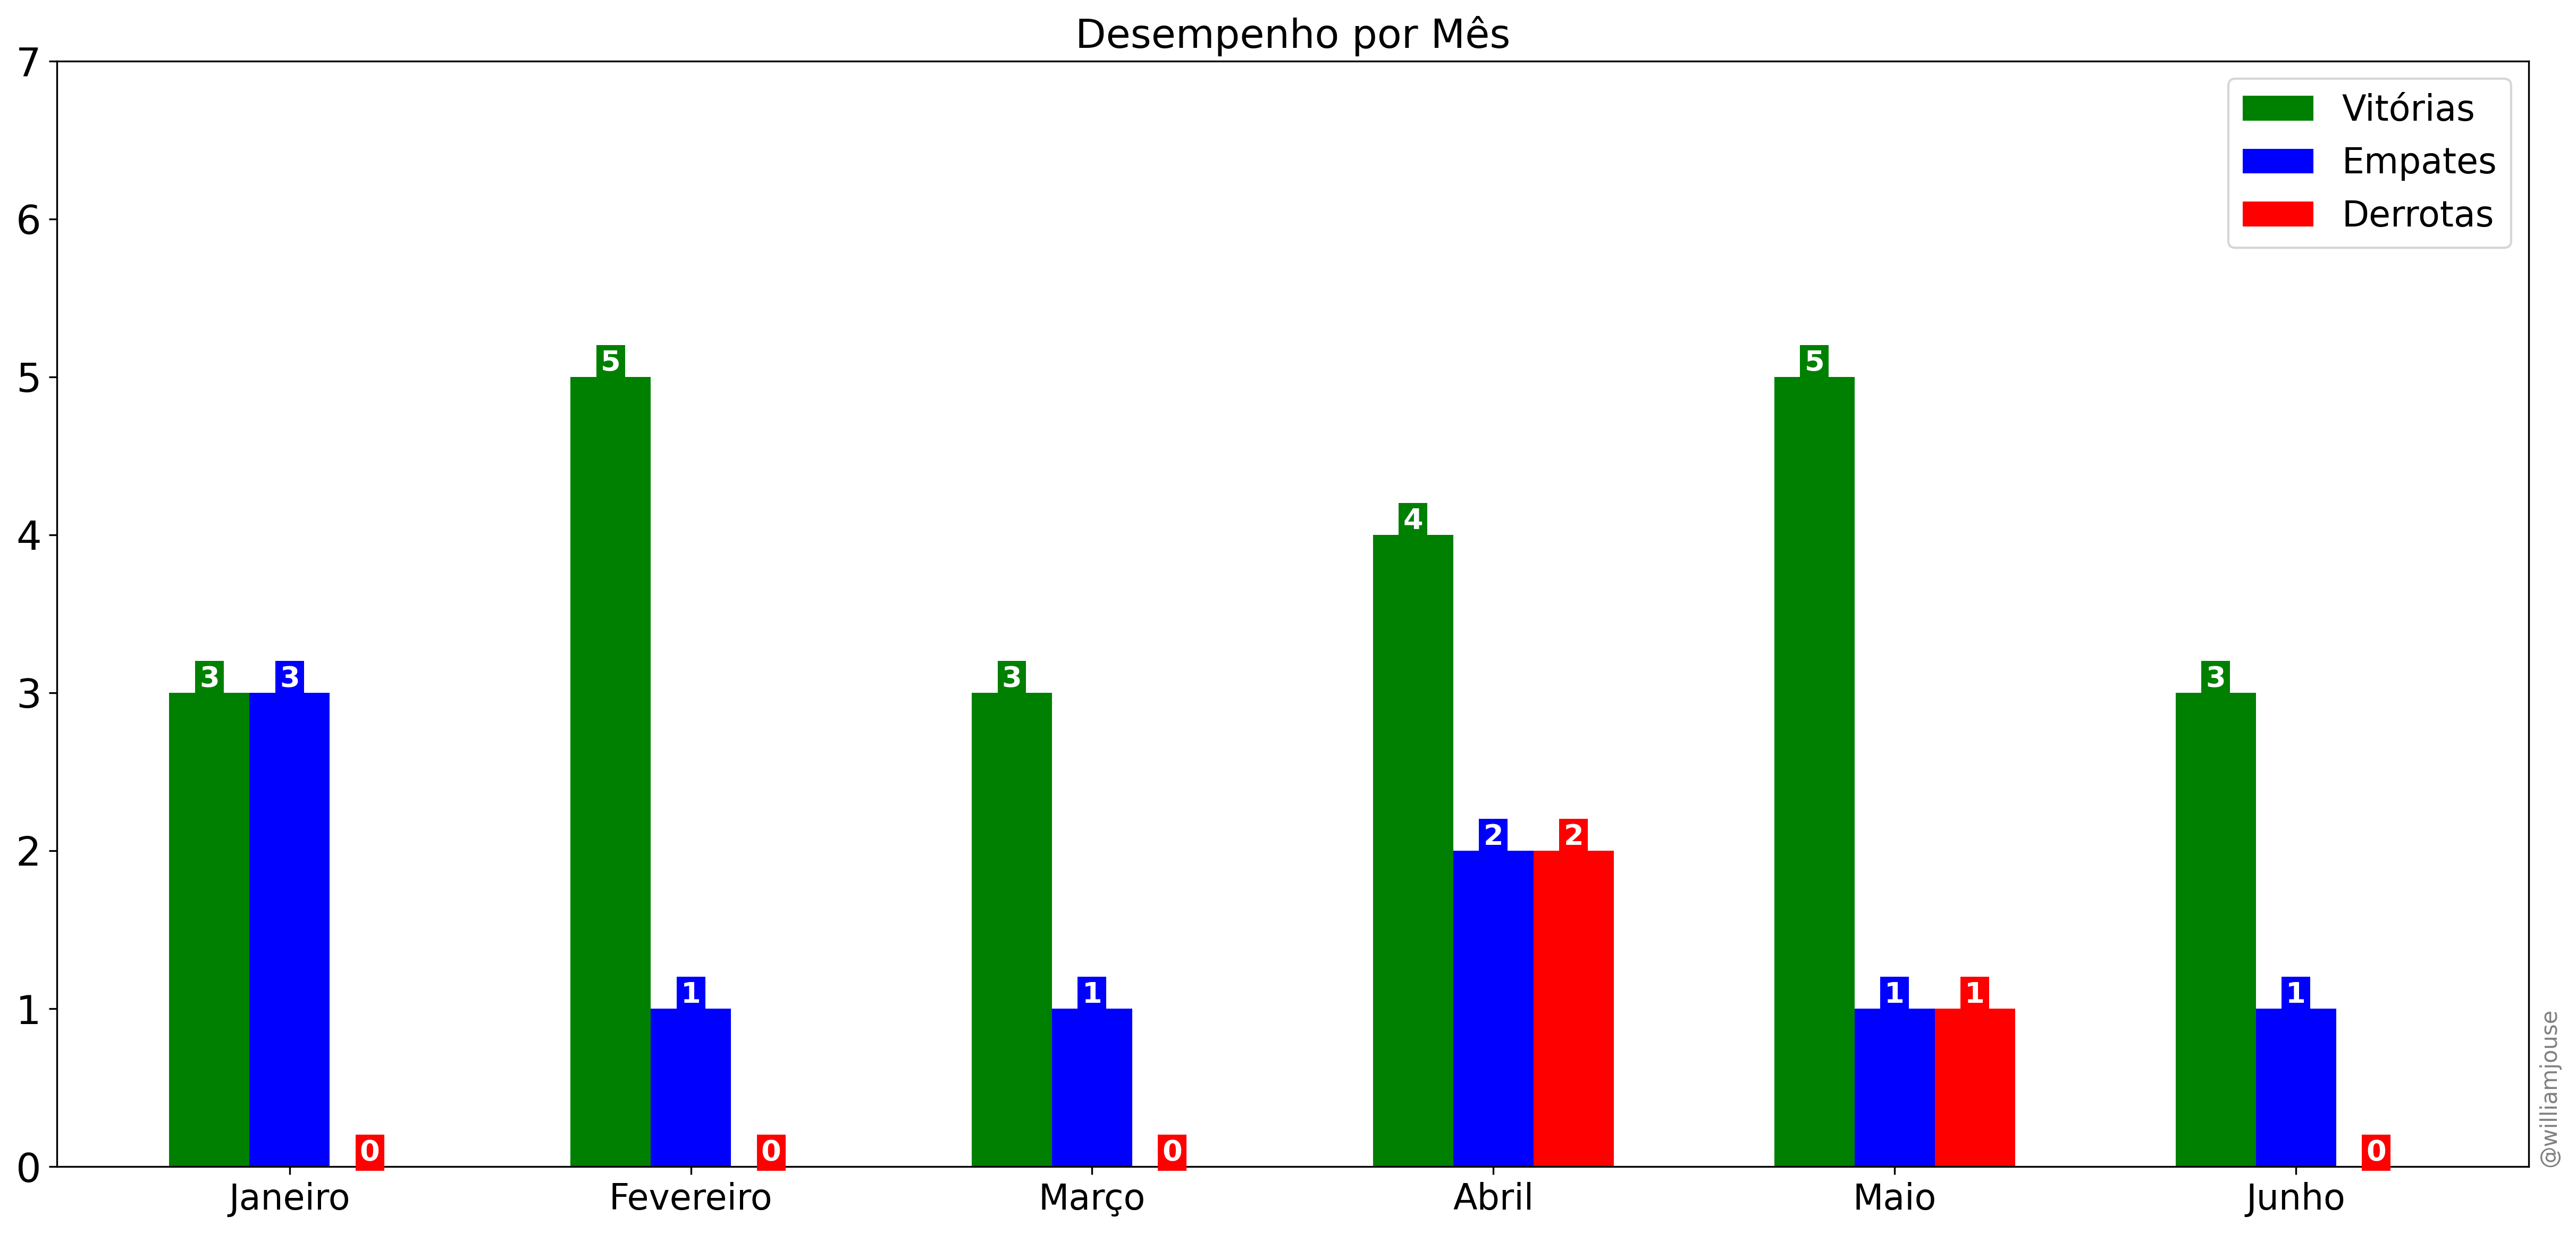 Desempenho por Mês
7
6
5
4
3
2
1
0
Vitórias
Empates
Derrotas
3 3 0
5 1 0
3 1 0
4 2 2
5 1 1
3 1 0
Janeiro Fevereiro Março Abril Maio Junho
@williamjouse